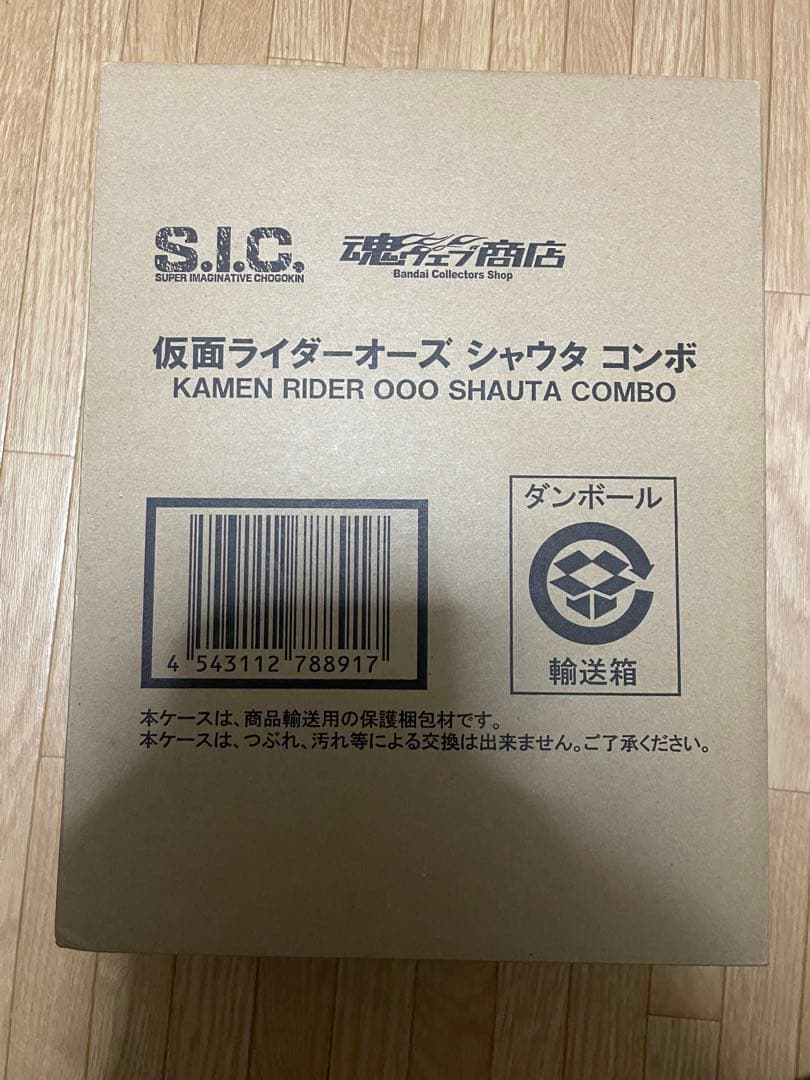 S.I.C.
SUPER IMAGINATIVE CHOGOKIN
魂ウェブ商店
Bandai Collectors Shop
仮面ライダーオーズ シャウタ コンボ
KAMEN RIDER OOO SHAUTA COMBO
4 543112 788917
ダンボール
輸送箱
本ケースは、商品輸送用の保護梱包材です。
本ケースは、つぶれ、汚れ等による交換は出来ません。ご了承ください。